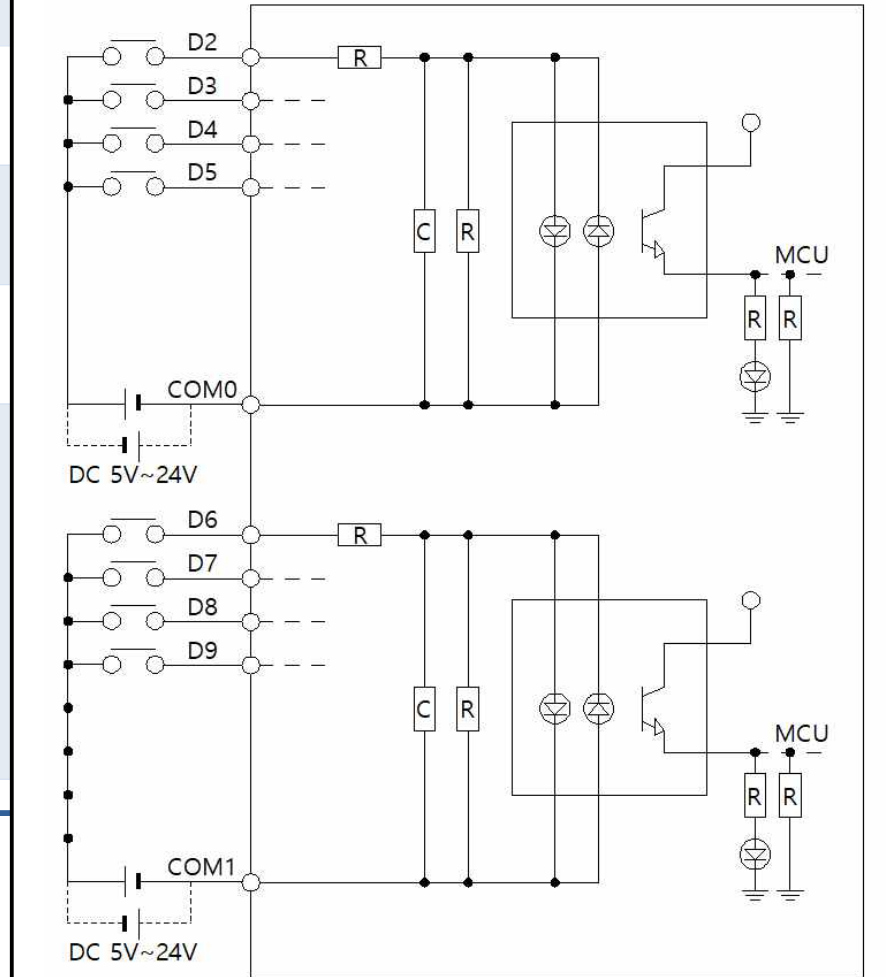 D2
R
D3
D4
D5
C R
MCU
R R
COM0
DC 5V~24V
D6
R
D7
D8
D9
C R
MCU
R R
COM1
DC 5V~24V